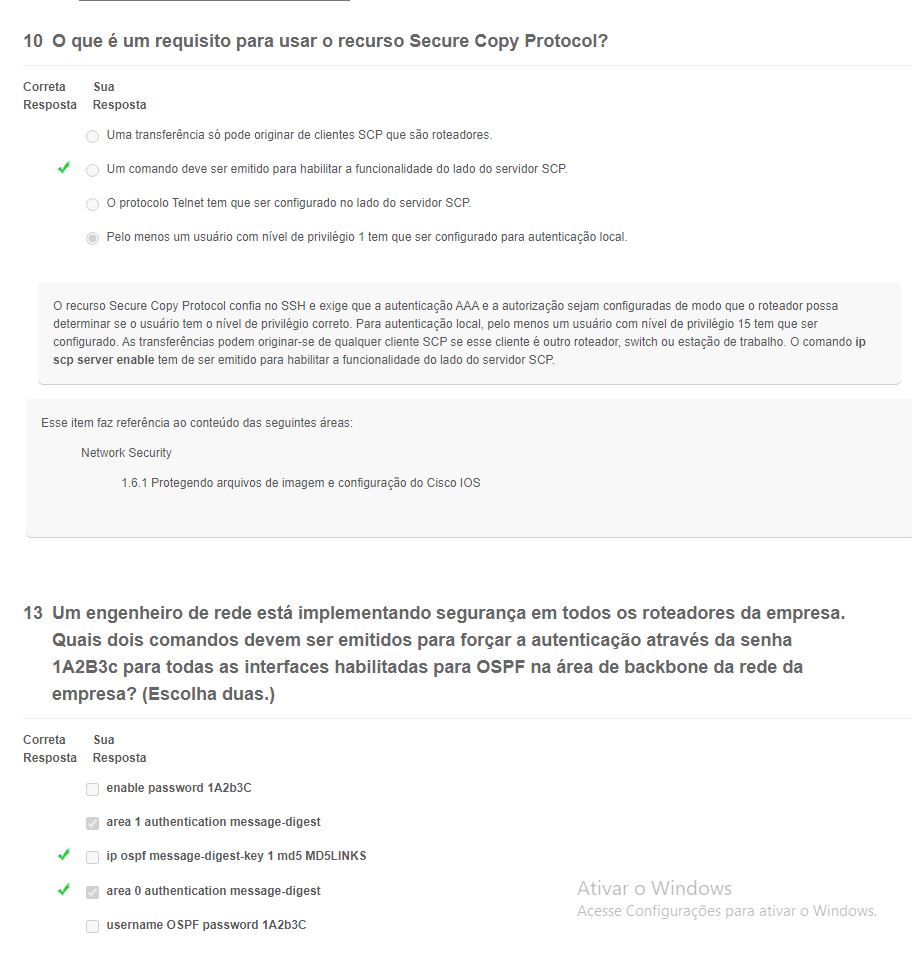 10 O que é um requisito para usar o recurso Secure Copy Protocol?
Correta Sua
Resposta Resposta
Uma transferência só pode originar de clientes SCP que são roteadores.
Um comando deve ser emitido para habilitar a funcionalidade do lado do servidor SCP.
O protocolo Telnet tem que ser configurado no lado do servidor SCP.
Pelo menos um usuário com nível de privilégio 1 tem que ser configurado para autenticação local.
O recurso Secure Copy Protocol confia no SSH e exige que a autenticação AAA e a autorização sejam configuradas de modo que o roteador possa
determinar se o usuário tem o nível de privilégio correto. Para autenticação local, pelo menos um usuário com nível de privilégio 15 tem que ser
configurado. As transferências podem originar-se de qualquer cliente SCP se esse cliente é outro roteador, switch ou estação de trabalho. O comando ip
scp server enable tem de ser emitido para habilitar a funcionalidade do lado do servidor SCP.
Esse item faz referência ao conteúdo das seguintes áreas:
Network Security
1.6.1 Protegendo arquivos de imagem e configuração do Cisco IOS
13 Um engenheiro de rede está implementando segurança em todos os roteadores da empresa.
Quais dois comandos devem ser emitidos para forçar a autenticação através da senha
1A2B3c para todas as interfaces habilitadas para OSPF na área de backbone da rede da
empresa? (Escolha duas.)
Correta Sua
Resposta Resposta
enable password 1A2b3C
area 1 authentication message-digest
ip ospf message-digest-key 1 md5 MD5LINKS
area 0 authentication message-digest
username OSPF password 1A2b3C
Ativar o Windows
Acesse Configurações para ativar o Windows.